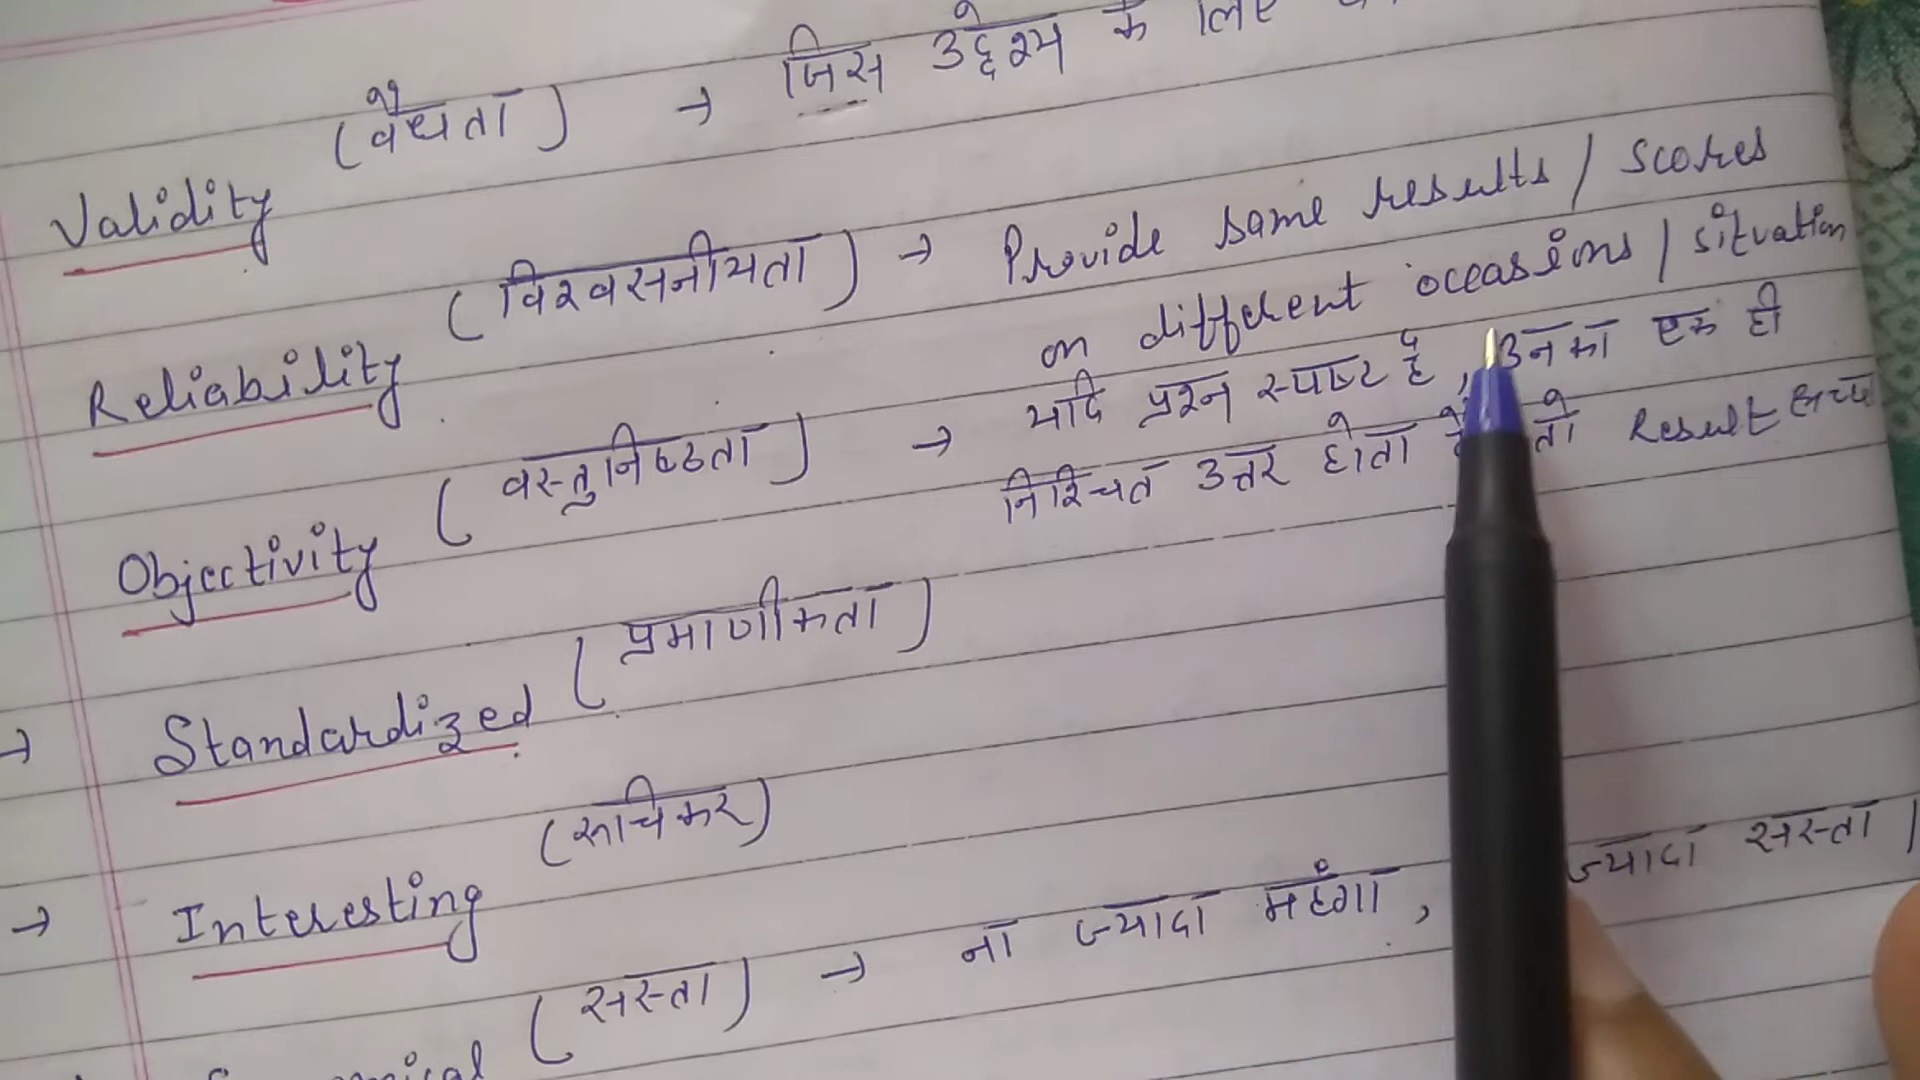 Validity (वैधता) → जिस उद्देश्य के लिए
Reliability (विश्वसनीयता) → Provide same results / scores
on different occasions / situation
Objectivity (वस्तुनिष्ठता) → यदि प्रश्न स्पष्ट है, उनका एक ही
निश्चित उत्तर होता तो Result
→ Standardized (प्रमाणीकता)
→ Interesting (रूचिकर)
(सस्ता) → ना ज्यादा महंगा, ज्यादा सस्ता।